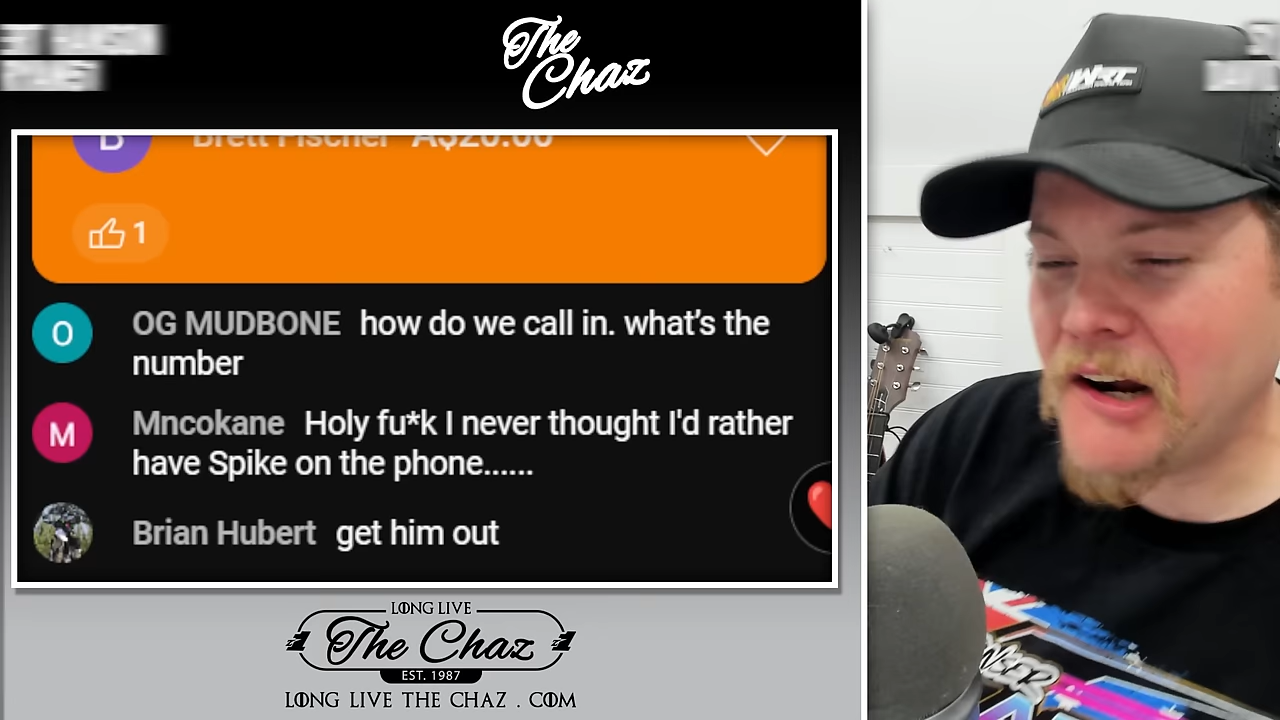 The
Chaz
Brett Fischer A$20.00
1
OG MUDBONE how do we call in. what's the
number
Mncokane Holy fu*k I never thought I'd rather
have Spike on the phone......
Brian Hubert get him out
B
O
M
LONG LIVE
The Chaz
EST. 1987
LONG LIVE THE CHAZ . COM